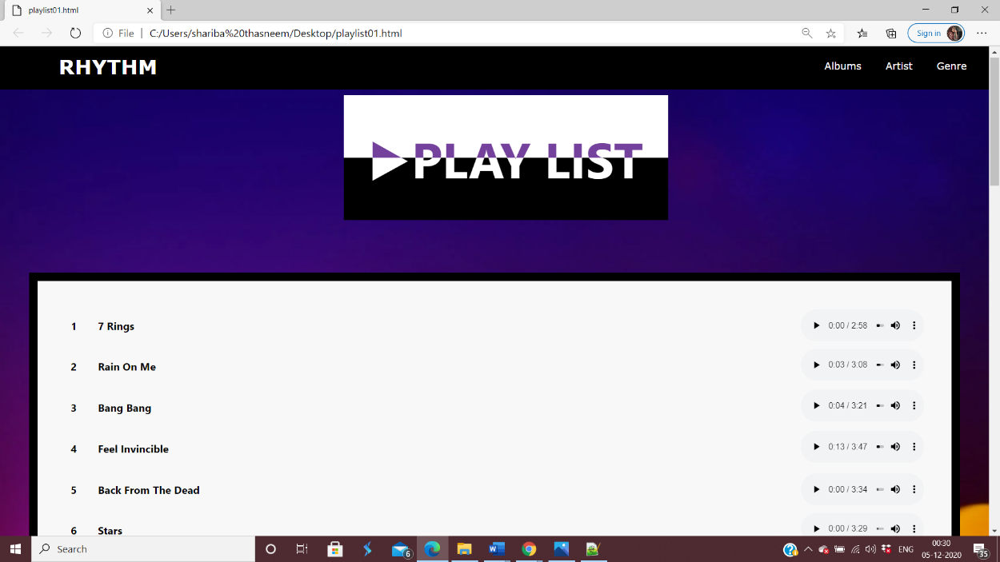 playlist01.html
File | C:/Users/shariba%20thasneem/Desktop/playlist01.html
Sign in
RHYTHM
Albums Artist Genre
PLAY LIST
1 7 Rings 0:00 / 2:58
2 Rain On Me 0:03 / 3:08
3 Bang Bang 0:04 / 3:21
4 Feel Invincible 0:13 / 3:47
5 Back From The Dead 0:00 / 3:34
6 Stars 0:00 / 3:29
Search
6
ENG
00:30
05-12-2020
35